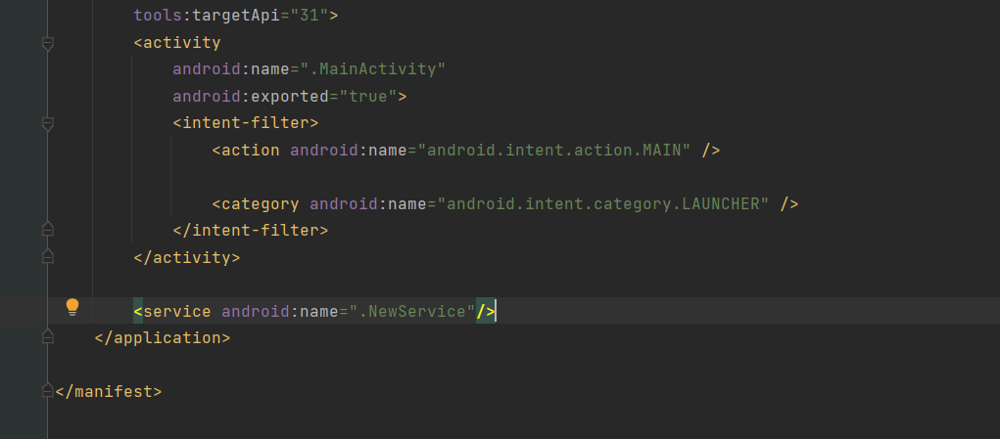 tools:targetApi="31">
<activity
android:name=".MainActivity"
android:exported="true">
<intent-filter>
<action android:name="android.intent.action.MAIN" />
<category android:name="android.intent.category.LAUNCHER" />
</intent-filter>
</activity>
<service android:name=".NewService"/>
</application>
</manifest>